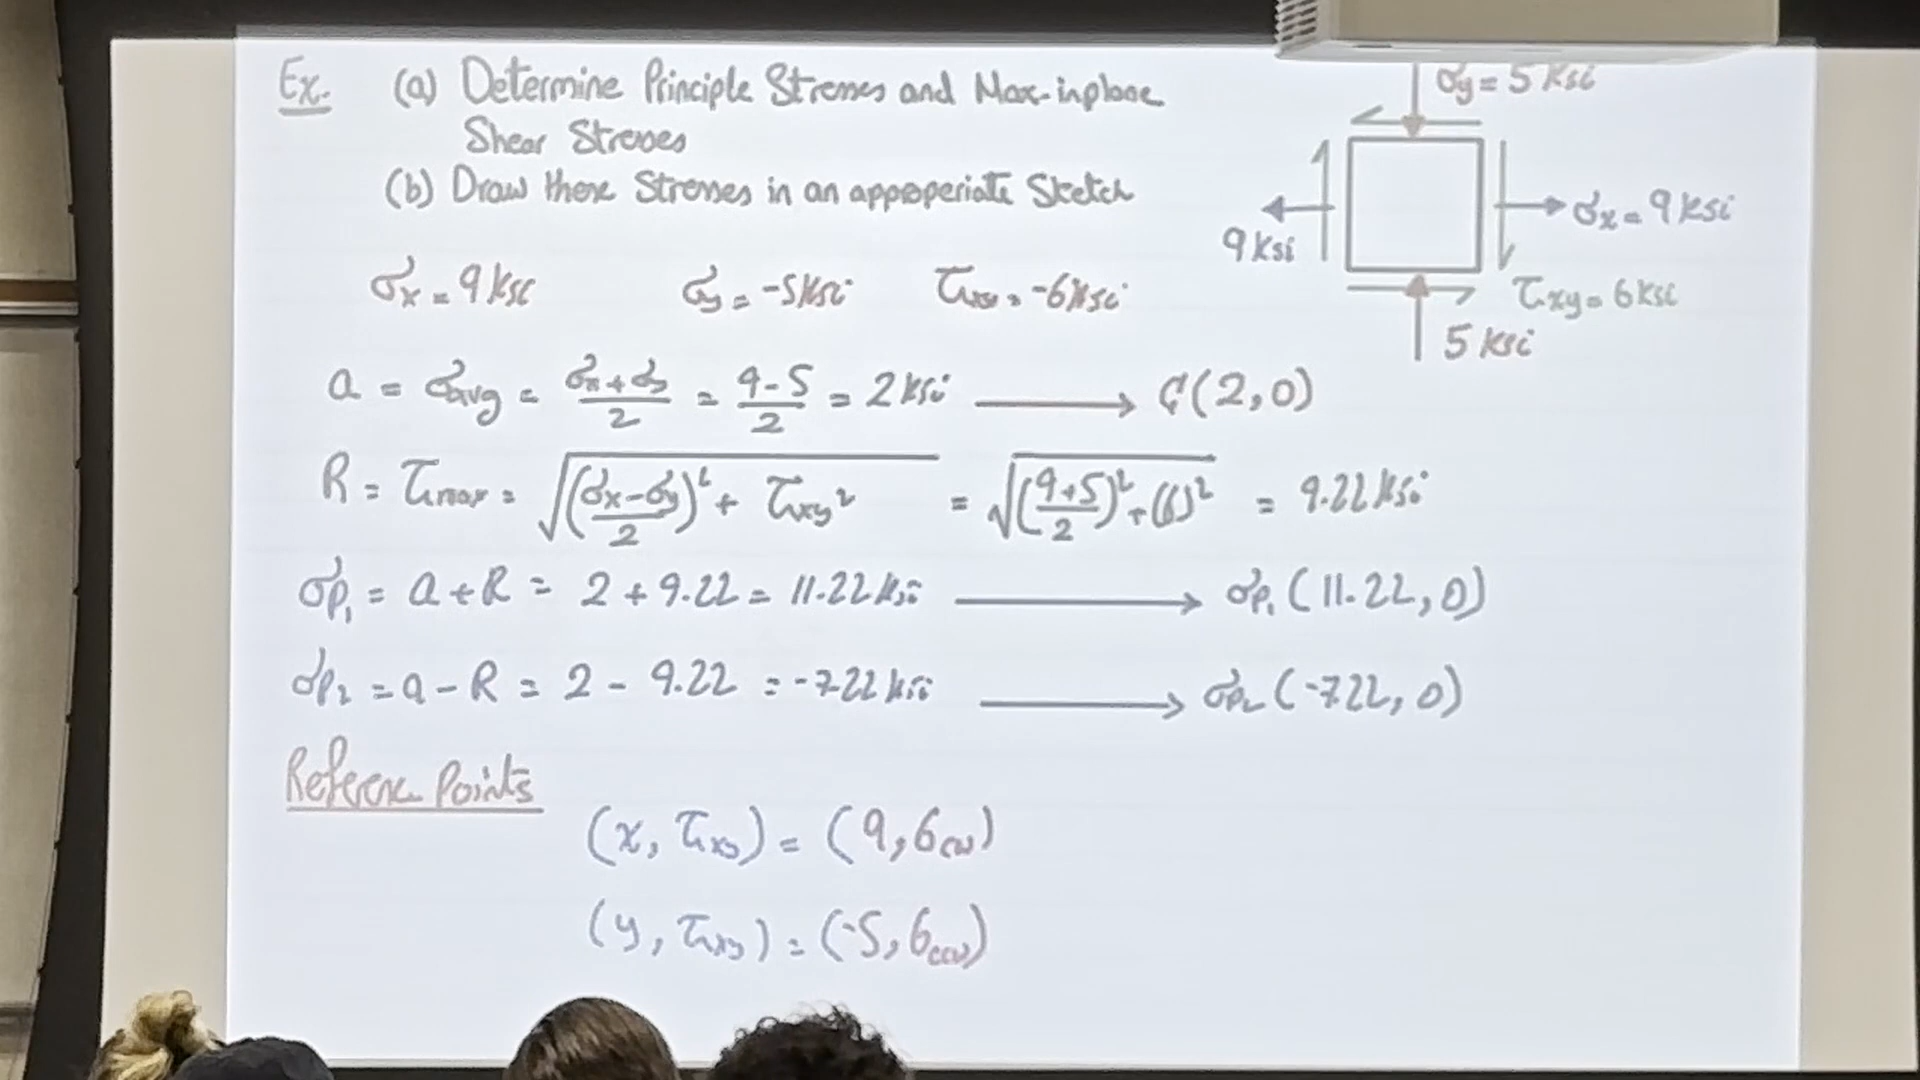 Ex. (a) Determine Principle Stresses and Max-inplane
Shear Stresses
(b) Draw these Stresses in an appropriate Sketch
σy = 5 ksi
σx = 9 ksi
9 ksi
τxy = 6 ksi
5 ksi
σx = 9 ksi σy = -5 ksi τxy = -6 ksi
a = σavg = (σx + σy)/2 = (9-5)/2 = 2 ksi → C(2,0)
R = τmax = √(((σx-σy)/2)² + τxy²) = √(((9+5)/2)² + (6)²) = 9.22 ksi
σp1 = a + R = 2 + 9.22 = 11.22 ksi → σp1 (11.22, 0)
σp2 = a - R = 2 - 9.22 = -7.22 ksi → σp2 (-7.22, 0)
Reference Points
(x, τxy) = (9, 6cw)
(y, τxy) = (-5, 6ccw)